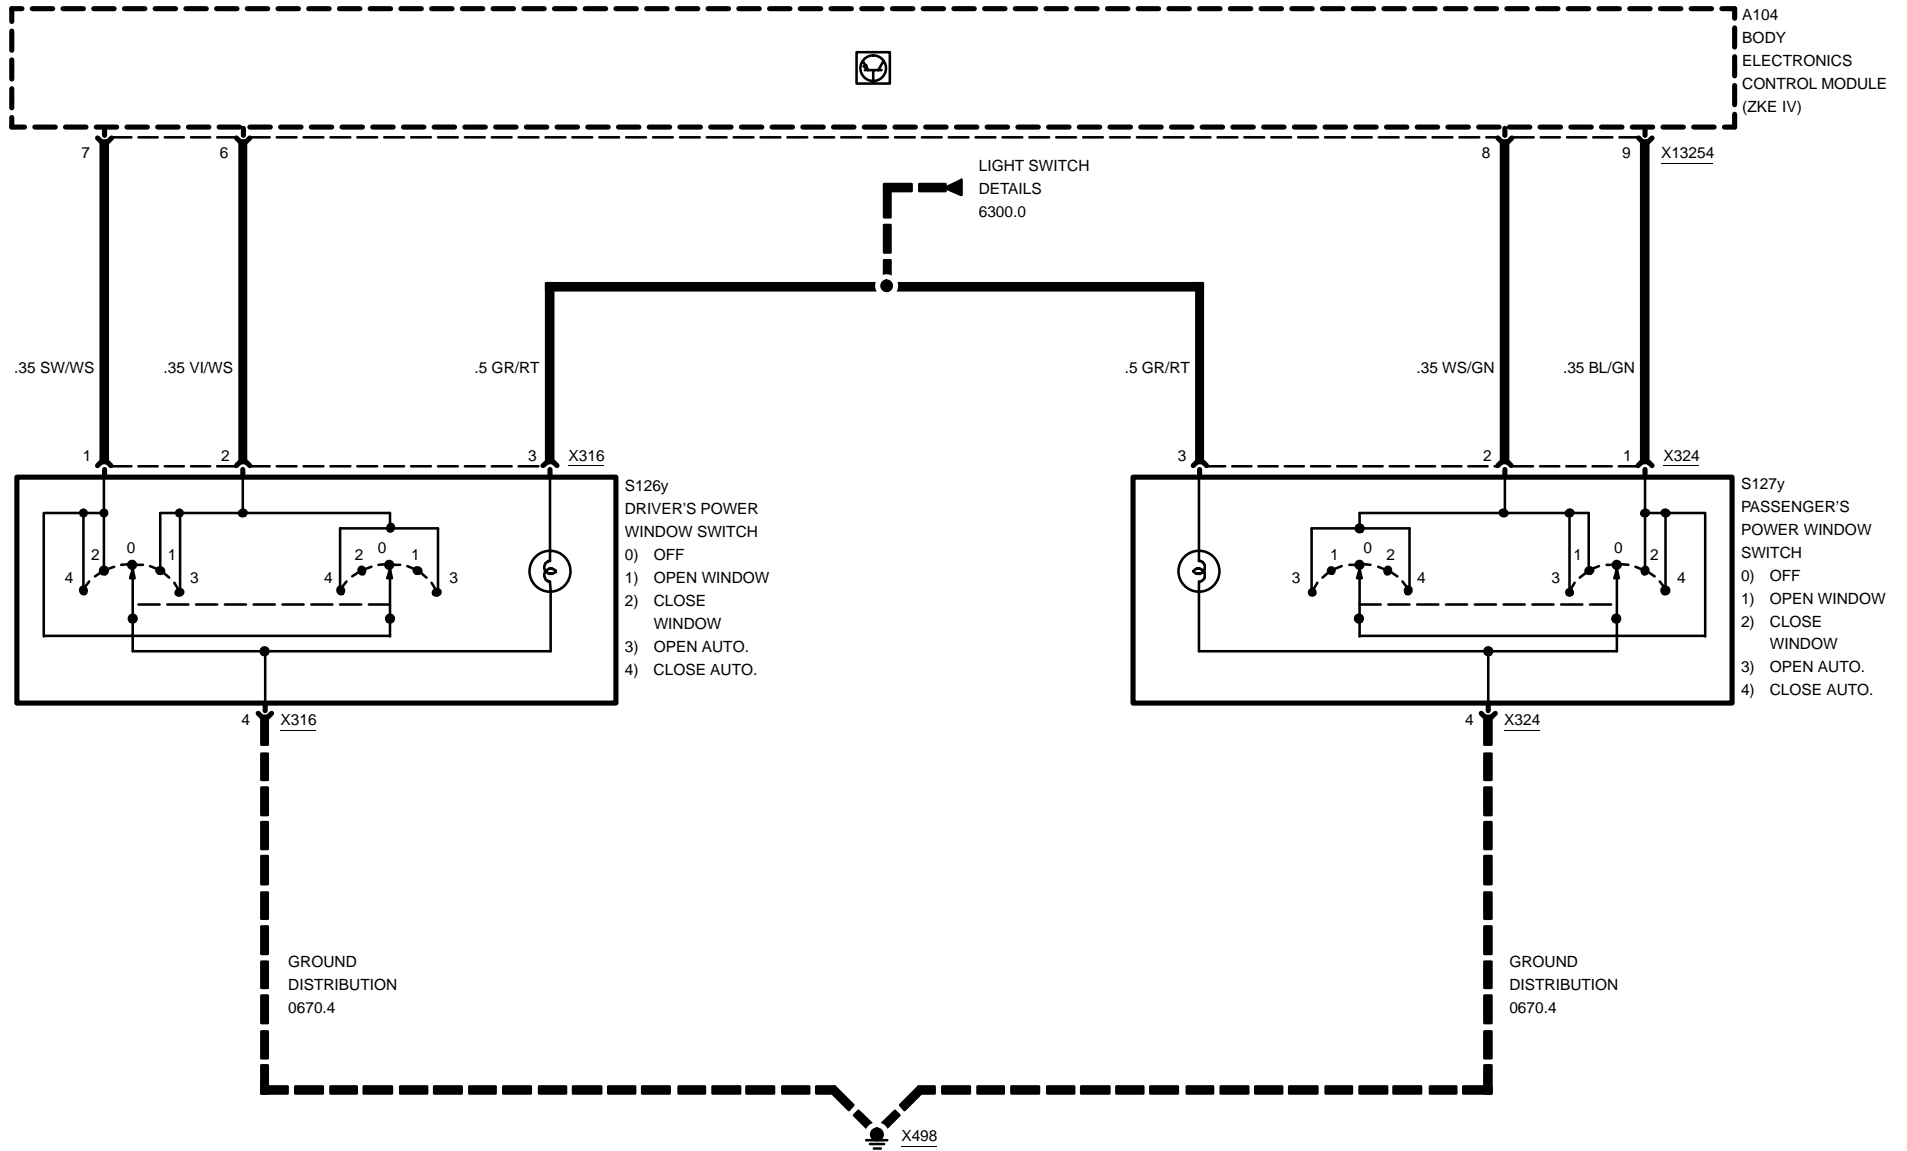 A104
BODY
ELECTRONICS
CONTROL MODULE
(ZKE IV)
7
6
8
9
X13254
LIGHT SWITCH
DETAILS
6300.0
.35 SW/WS
.35 VI/WS
.5 GR/RT
.5 GR/RT
.35 WS/GN
.35 BL/GN
1
2
3
X316
3
2
1
X324
S126y
DRIVER'S POWER
WINDOW SWITCH
0) OFF
1) OPEN WINDOW
2) CLOSE
WINDOW
3) OPEN AUTO.
4) CLOSE AUTO.
4
2
0
1
3
4
2
0
1
3
S127y
PASSENGER'S
POWER WINDOW
SWITCH
0) OFF
1) OPEN WINDOW
2) CLOSE
WINDOW
3) OPEN AUTO.
4) CLOSE AUTO.
3
1
0
2
4
3
1
0
2
4
4
X316
4
X324
GROUND
DISTRIBUTION
0670.4
GROUND
DISTRIBUTION
0670.4
X498